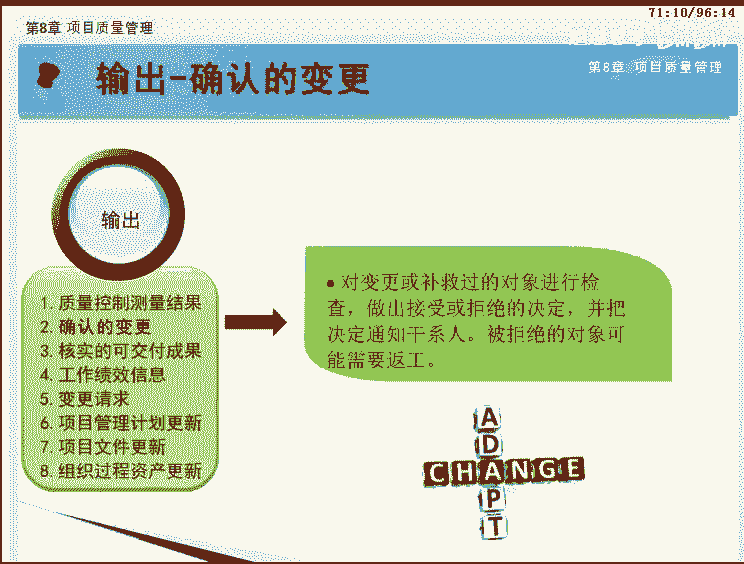 71:10/96:14
第8章 项目质量管理
第8章 项目质量管理
输出-确认的变更
输出
1. 质量控制测量结果
2. 确认的变更
3. 核实的可交付成果
4. 工作绩效信息
5. 变更请求
6. 项目管理计划更新
7. 项目文件更新
8. 组织过程资产更新
• 对变更或补救过的对象进行检
查，做出接受或拒绝的决定，并把
决定通知干系人。被拒绝的对象可
能需要返工。
ADAPT
CHANGE